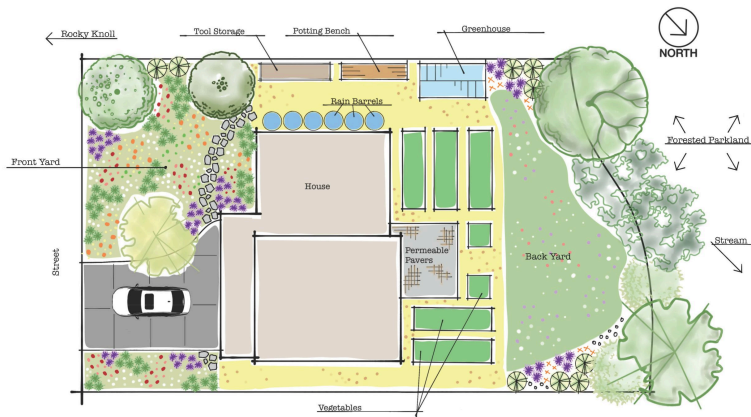 Rocky Knoll
Tool Storage
Potting Bench
Greenhouse
NORTH
Rain Barrels
Forested Parkland
Front Yard
House
Street
Permeable
Pavers
Back Yard
Stream
Vegetables